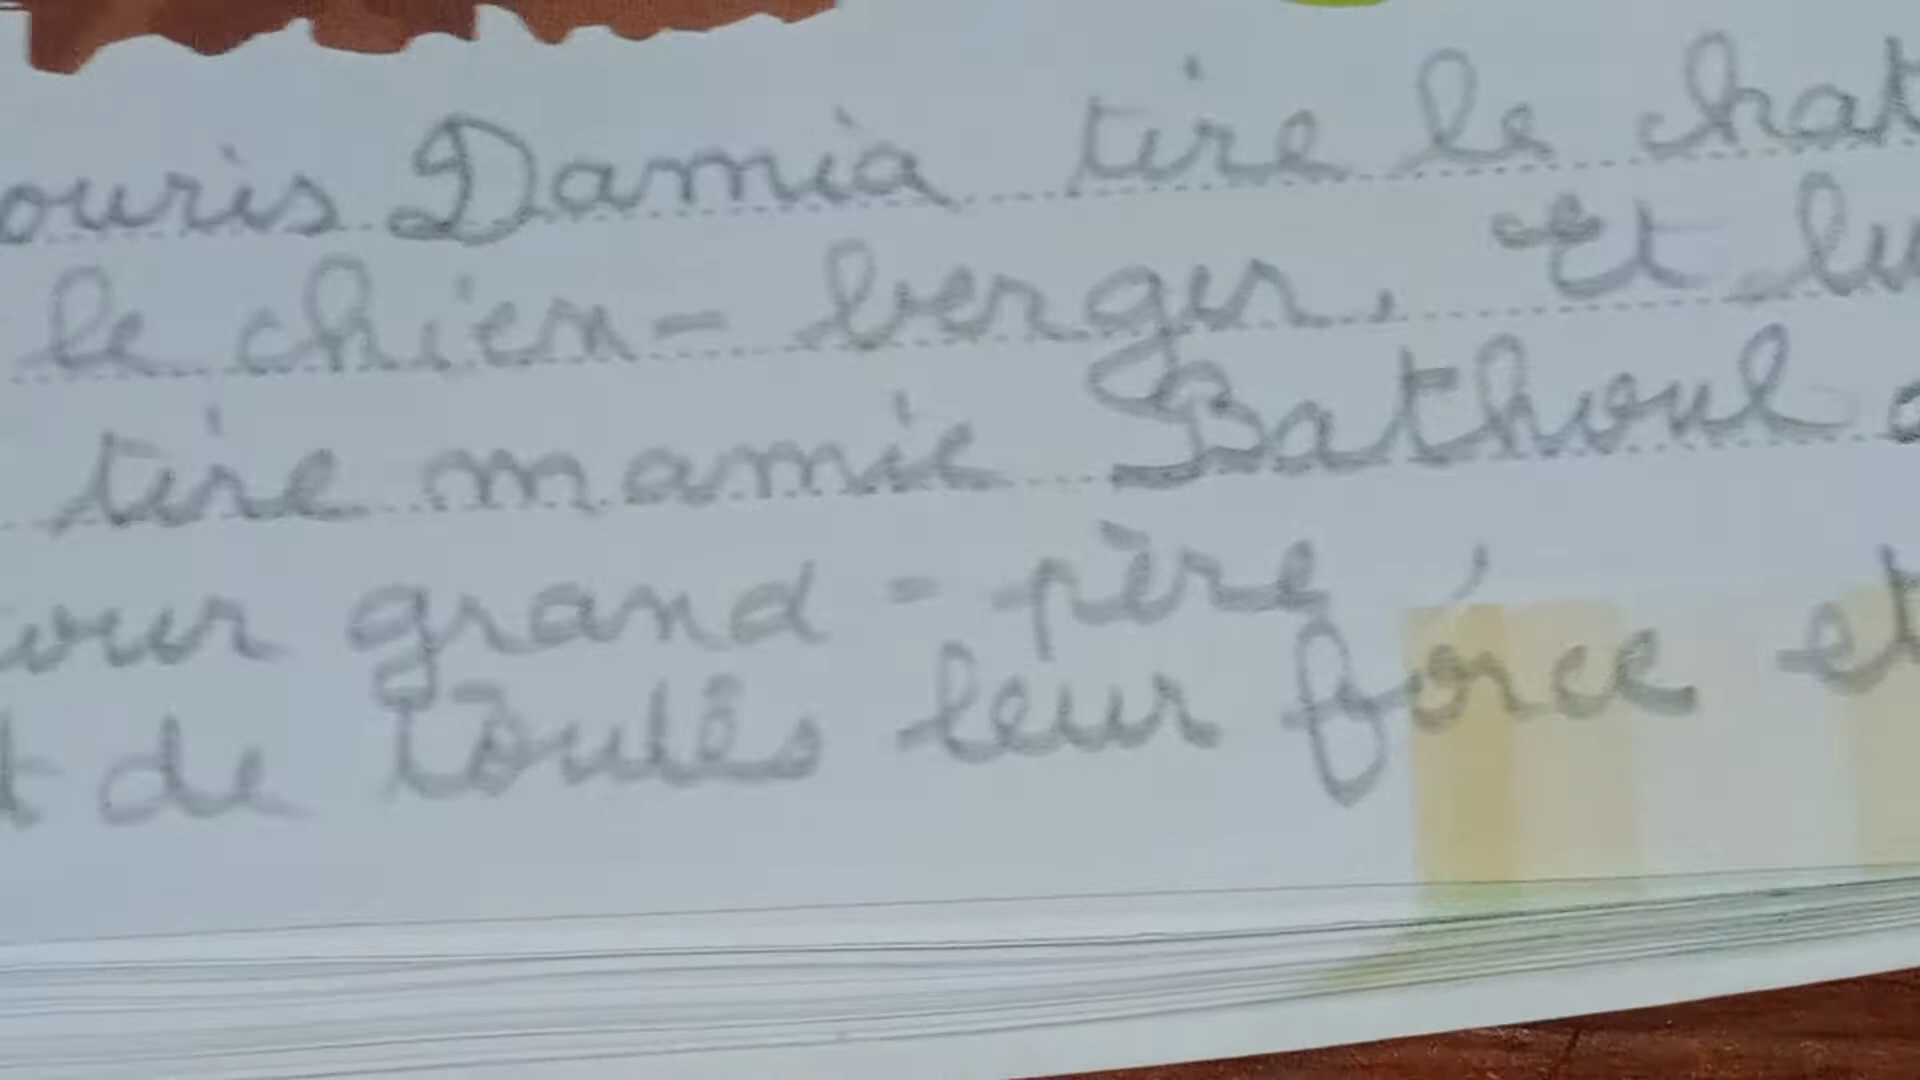 ouris Damia tire le chat
le chien - berger. Et lu
tire mamie Bathoul
our grand - père,
t de toutes leur force et